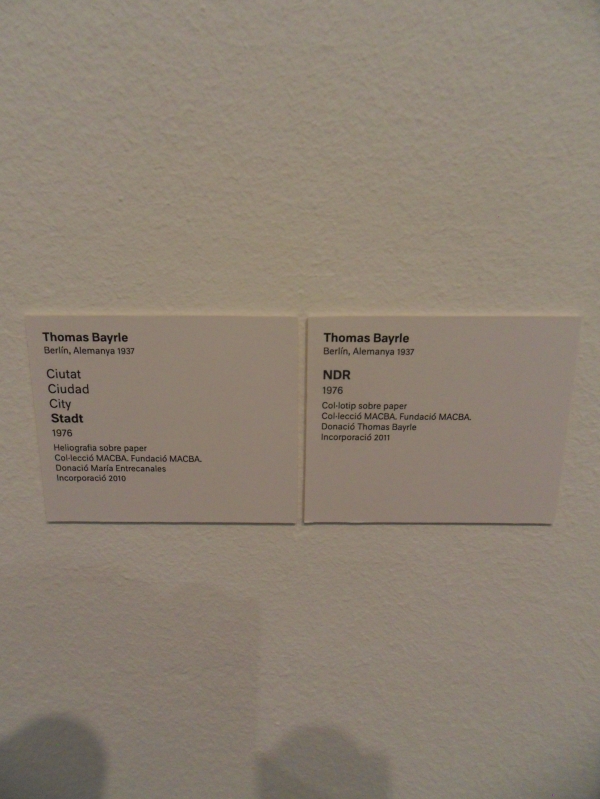 Thomas Bayrle
Berlín, Alemanya 1937
Ciutat
Ciudad
City
Stadt
1976
Heliografia sobre paper
Col·lecció MACBA. Fundació MACBA.
Donació María Entrecanales
Incorporació 2010
Thomas Bayrle
Berlín, Alemanya 1937
NDR
1976
Col·lotip sobre paper
Col·lecció MACBA. Fundació MACBA.
Donació Thomas Bayrle
Incorporació 2011